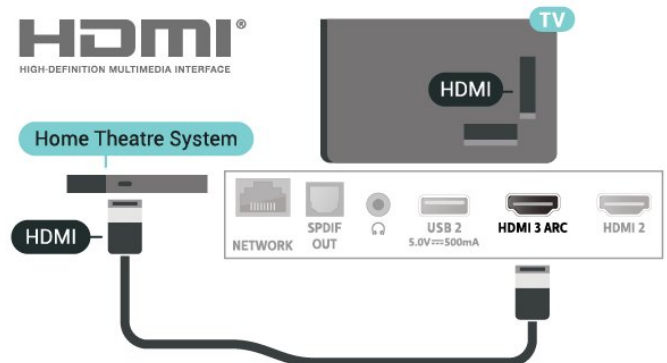 HDMI®
HIGH-DEFINITION MULTIMEDIA INTERFACE
TV
HDMI
Home Theatre System
HDMI
NETWORK
SPDIF
OUT
USB 2
5.0V⎓500mA
HDMI 3 ARC
HDMI 2